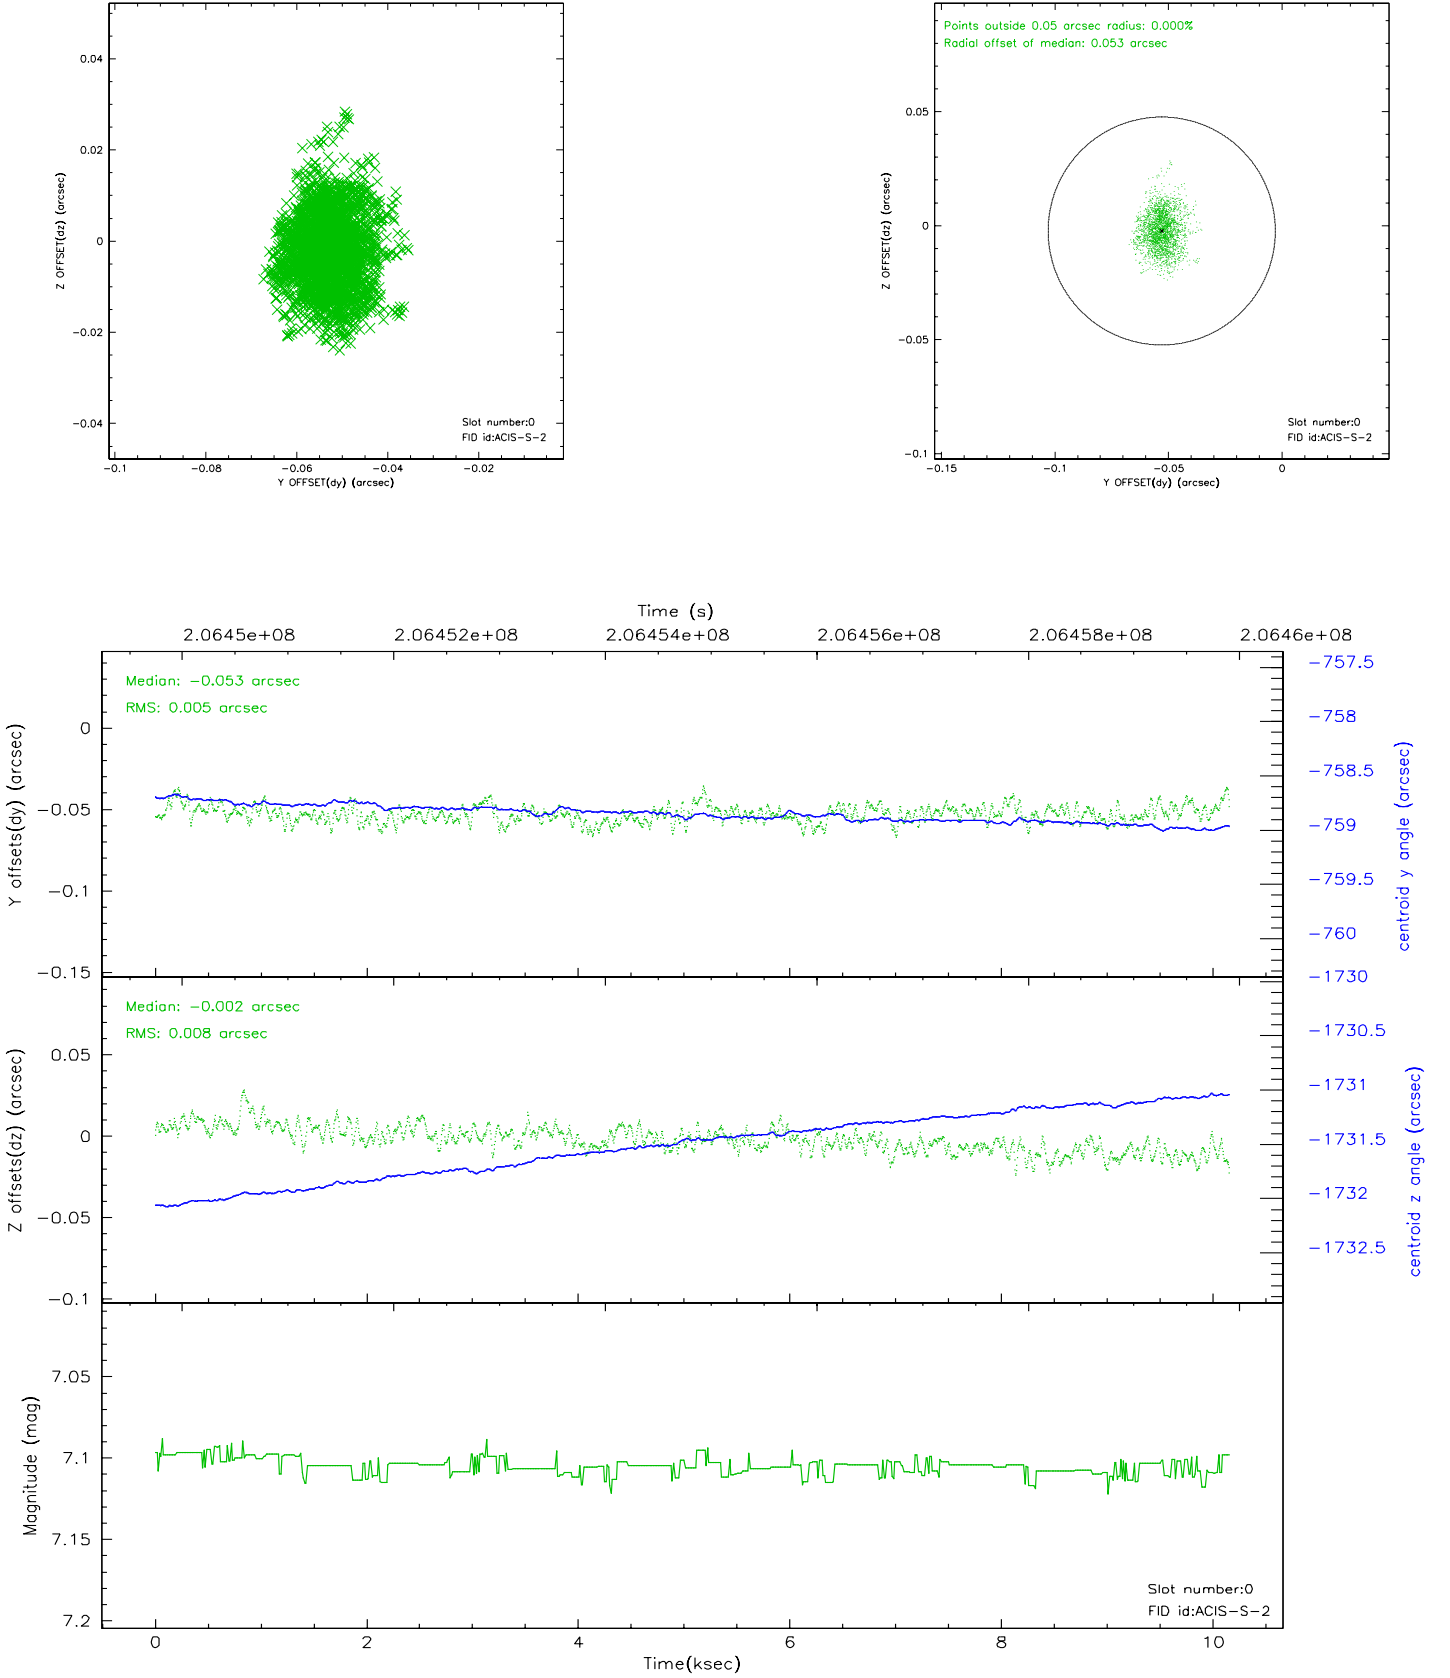 0.04
0.02
0
-0.02
-0.04
Z OFFSET(dz) (arcsec)
Slot number:0
FID id:ACIS-S-2
-0.1 -0.08 -0.06 -0.04 -0.02
Y OFFSET(dy) (arcsec)
Points outside 0.05 arcsec radius: 0.000%
Radial offset of median: 0.053 arcsec
0.05
0
-0.05
-0.1
Z OFFSET(dz) (arcsec)
Slot number:0
FID id:ACIS-S-2
-0.15 -0.1 -0.05 0
Y OFFSET(dy) (arcsec)
Time (s)
2.0645e+08 2.06452e+08 2.06454e+08 2.06456e+08 2.06458e+08 2.0646e+08
Median: -0.053 arcsec
RMS: 0.005 arcsec
0
-0.05
-0.1
-0.15
Y offsets(dy) (arcsec)
-757.5
-758
-758.5
-759
-759.5
-760
centroid y angle (arcsec)
Median: -0.002 arcsec
RMS: 0.008 arcsec
0.05
0
-0.05
-0.1
Z offsets(dz) (arcsec)
-1730
-1730.5
-1731
-1731.5
-1732
-1732.5
centroid z angle (arcsec)
7.05
7.1
7.15
7.2
Magnitude (mag)
Slot number:0
FID id:ACIS-S-2
0 2 4 6 8 10
Time(ksec)